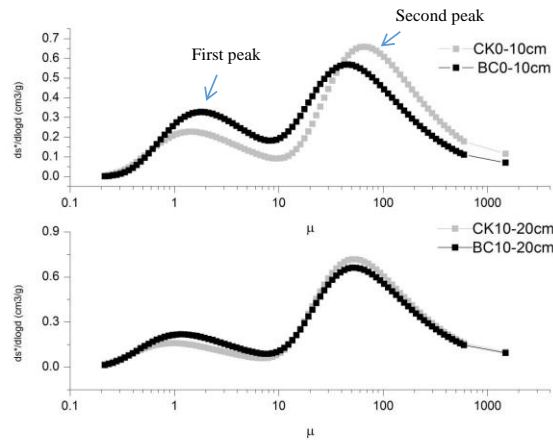 First peak
Second peak
CK0-10cm
BC0-10cm
ds*/dlogd (cm3/g)
0.7
0.6
0.5
0.4
0.3
0.2
0.1
0.0
0.1 1 10 100 1000
μ
CK10-20cm
BC10-20cm
ds*/dlogd (cm3/g)
0.9
0.6
0.3
0.0
0.1 1 10 100 1000
μ